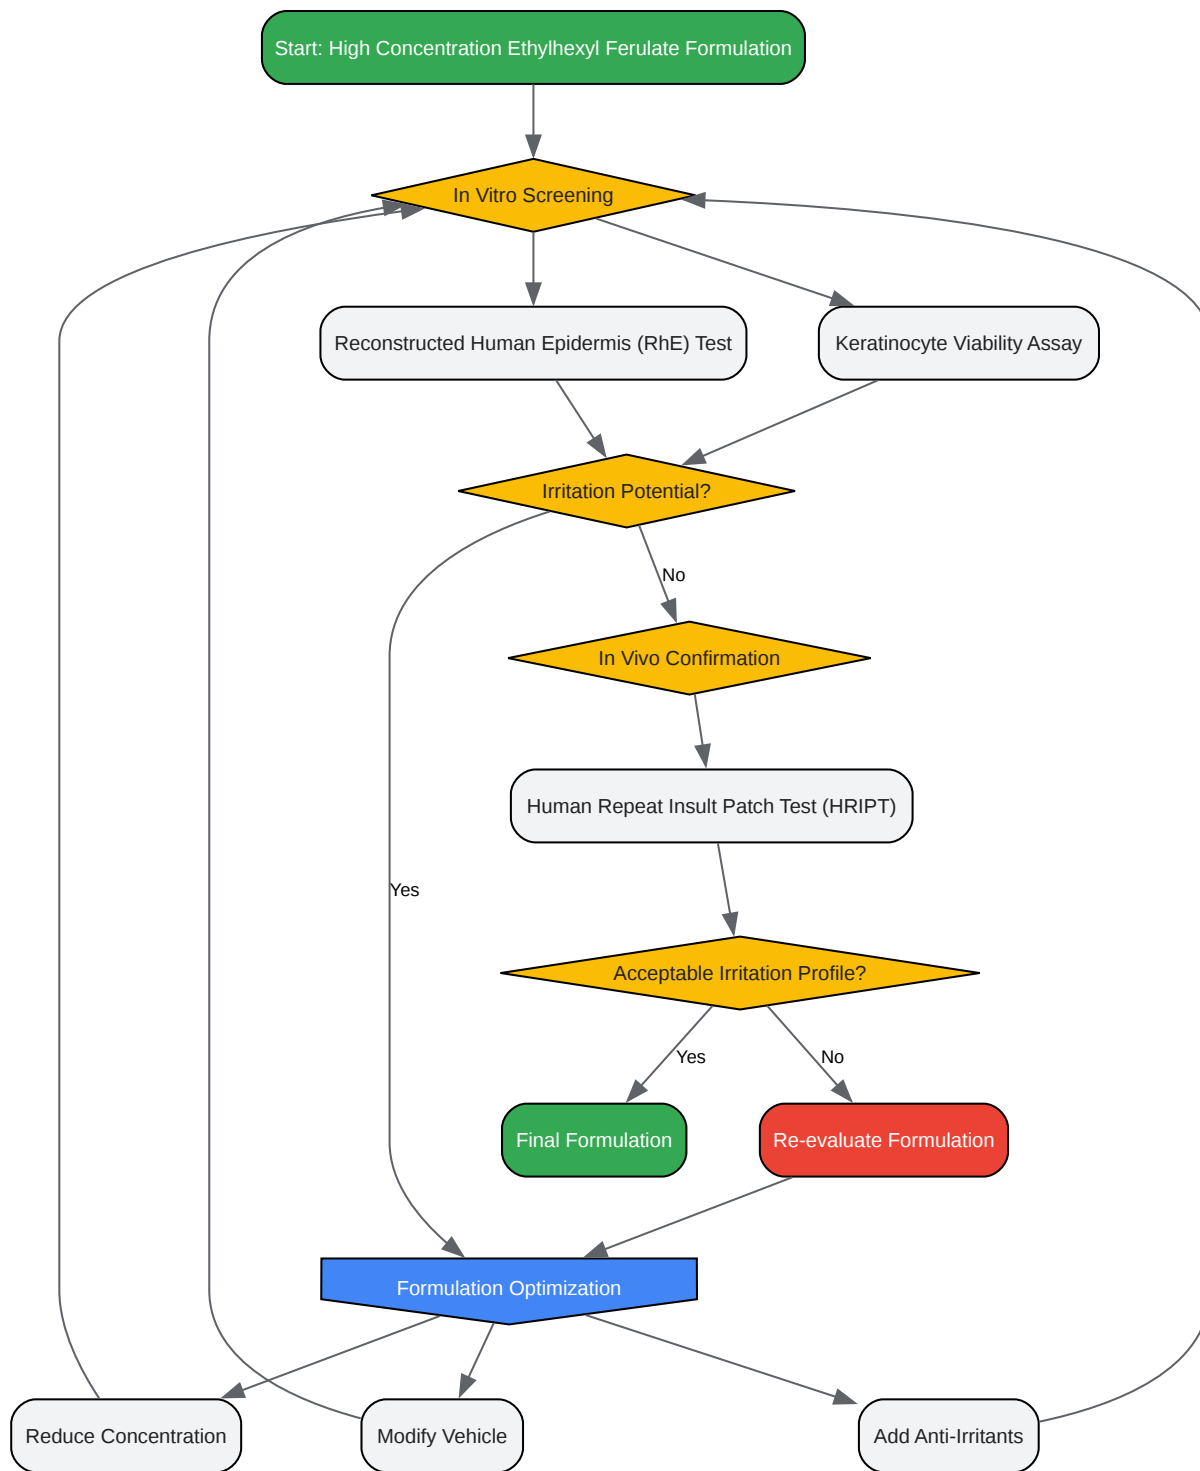 Start: High Concentration Ethylhexyl Ferulate Formulation
In Vitro Screening
Reconstructed Human Epidermis (RhE) Test
Keratinocyte Viability Assay
Irritation Potential?
No
In Vivo Confirmation
Human Repeat Insult Patch Test (HRIPT)
Yes
Acceptable Irritation Profile?
Yes
No
Final Formulation
Re-evaluate Formulation
Formulation Optimization
Reduce Concentration
Modify Vehicle
Add Anti-Irritants